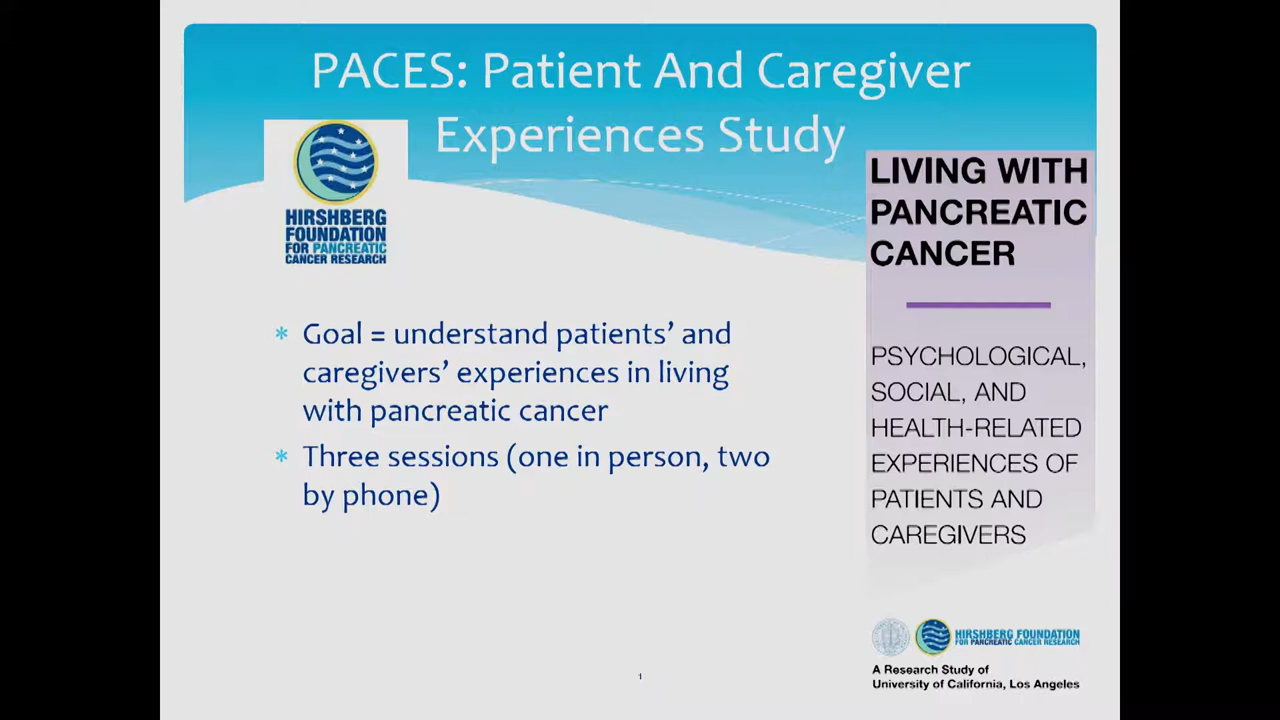 PACES: Patient And Caregiver
Experiences Study
HIRSHBERG
FOUNDATION
FOR PANCREATIC
CANCER RESEARCH
* Goal = understand patients’ and
caregivers’ experiences in living
with pancreatic cancer
* Three sessions (one in person, two
by phone)
LIVING WITH
PANCREATIC
CANCER
PSYCHOLOGICAL,
SOCIAL, AND
HEALTH-RELATED
EXPERIENCES OF
PATIENTS AND
CAREGIVERS
HIRSHBERG FOUNDATION
FOR PANCREATIC CANCER RESEARCH
A Research Study of
University of California, Los Angeles
1